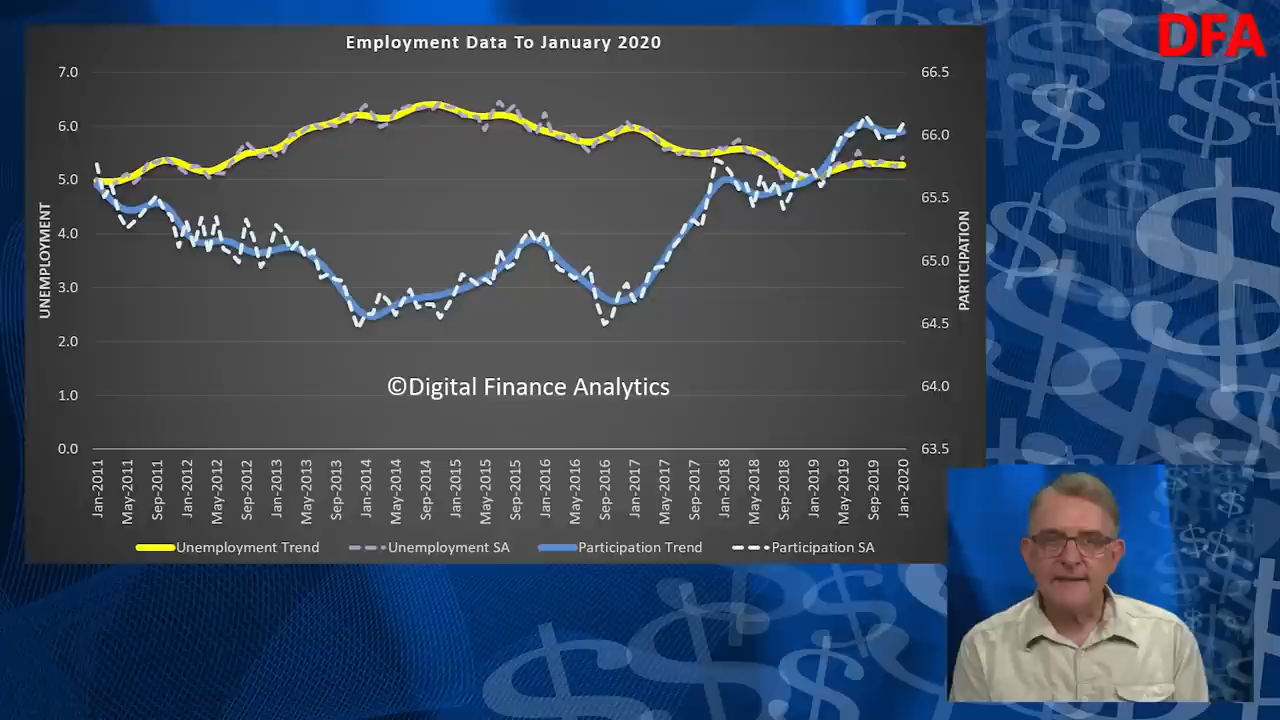 DFA
Employment Data To January 2020
7.0
6.0
5.0
4.0
3.0
2.0
1.0
0.0
UNEMPLOYMENT
66.5
66.0
65.5
65.0
64.5
64.0
63.5
PARTICIPATION
©Digital Finance Analytics
Jan-2011
May-2011
Sep-2011
Jan-2012
May-2012
Sep-2012
Jan-2013
May-2013
Sep-2013
Jan-2014
May-2014
Sep-2014
Jan-2015
May-2015
Sep-2015
Jan-2016
May-2016
Sep-2016
Jan-2017
May-2017
Sep-2017
Jan-2018
May-2018
Sep-2018
Jan-2019
May-2019
Sep-2019
Jan-2020
Unemployment Trend
Unemployment SA
Participation Trend
Participation SA